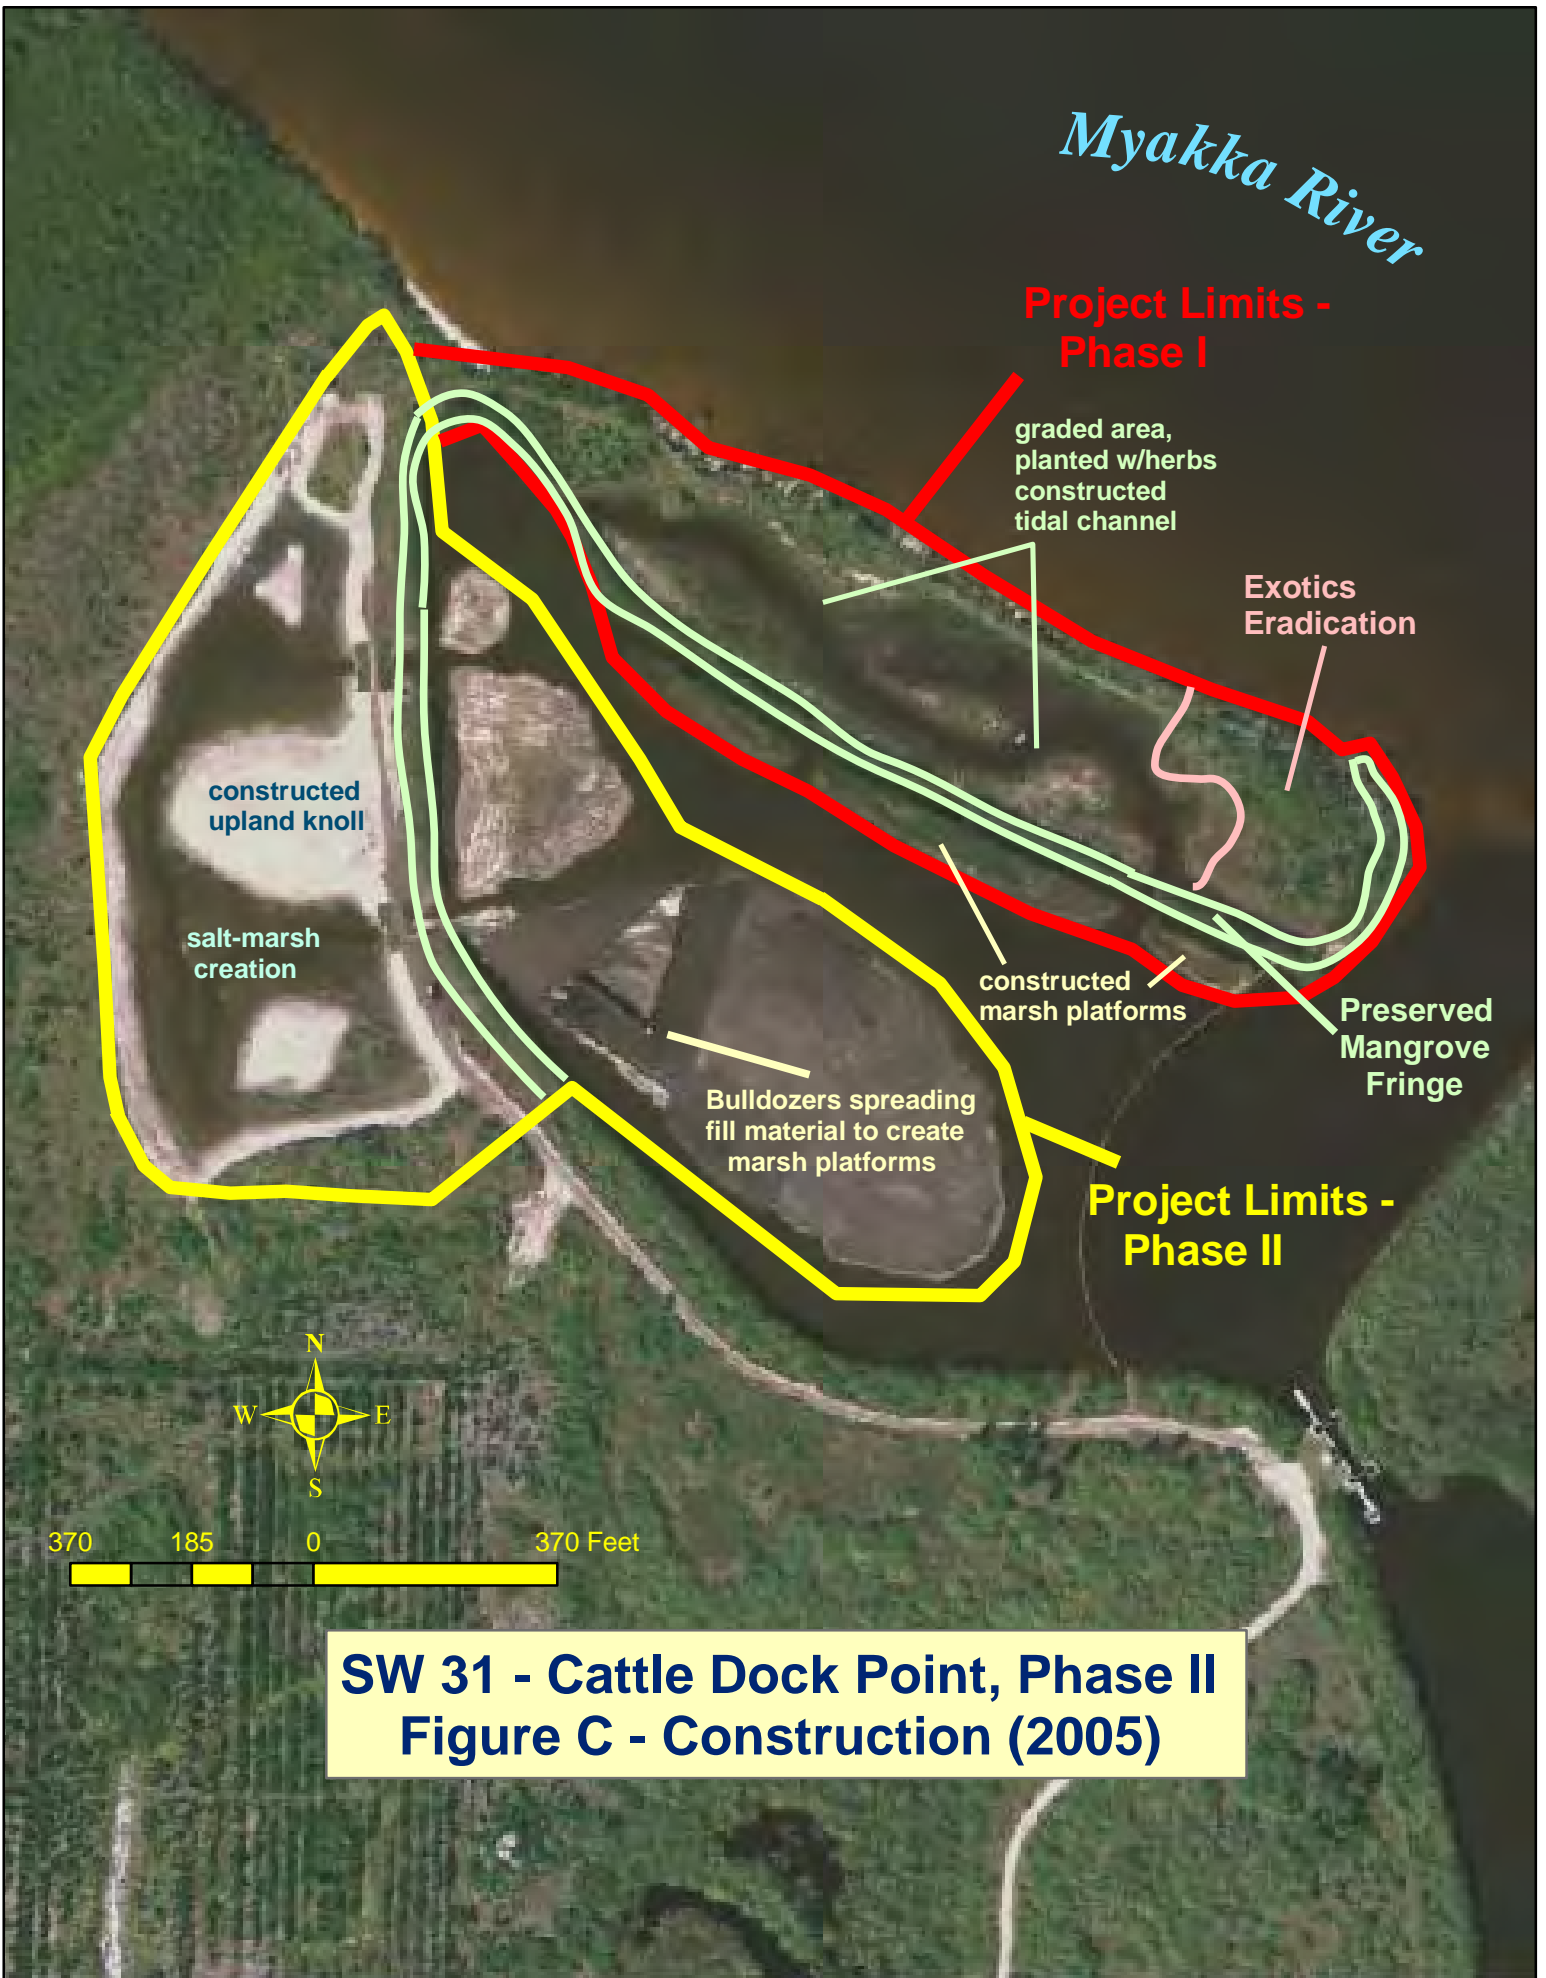 Myakka River
Project Limits -
Phase I
graded area,
planted w/herbs
constructed
tidal channel
Exotics
Eradication
constructed
upland knoll
salt-marsh
creation
constructed
marsh platforms
Preserved
Mangrove
Fringe
Bulldozers spreading
fill material to create
marsh platforms
Project Limits -
Phase II
N
W
E
S
370 185 0 370 Feet
SW 31 - Cattle Dock Point, Phase II
Figure C - Construction (2005)